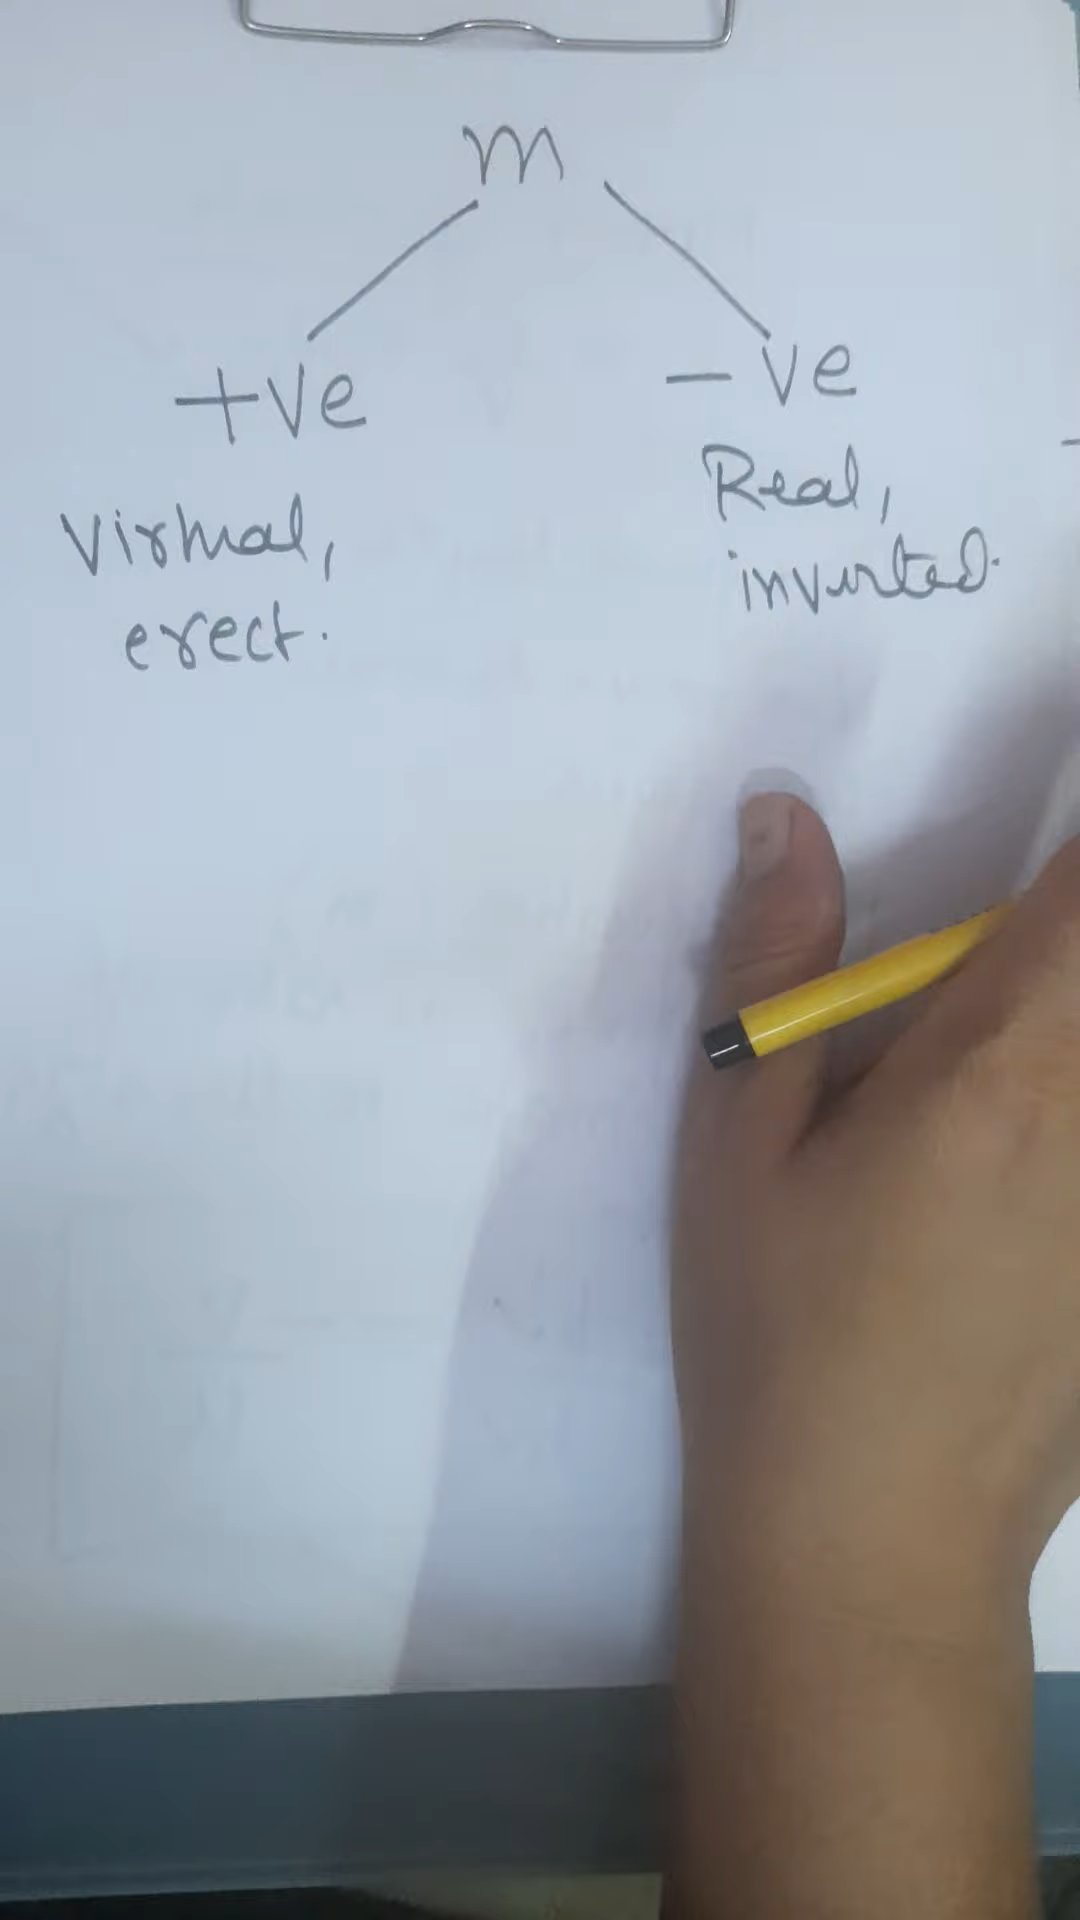 m
+ve
-ve
Virtual,
erect.
Real,
inverted.